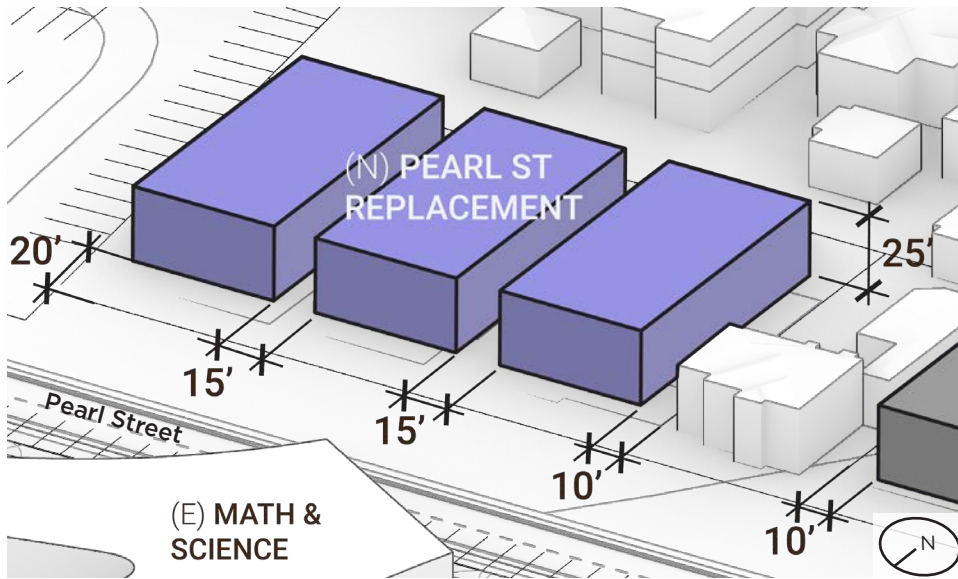 (N) PEARL ST
REPLACEMENT
20’
25’
15’
15’
10’
10’
Pearl Street
(E) MATH &
SCIENCE
N